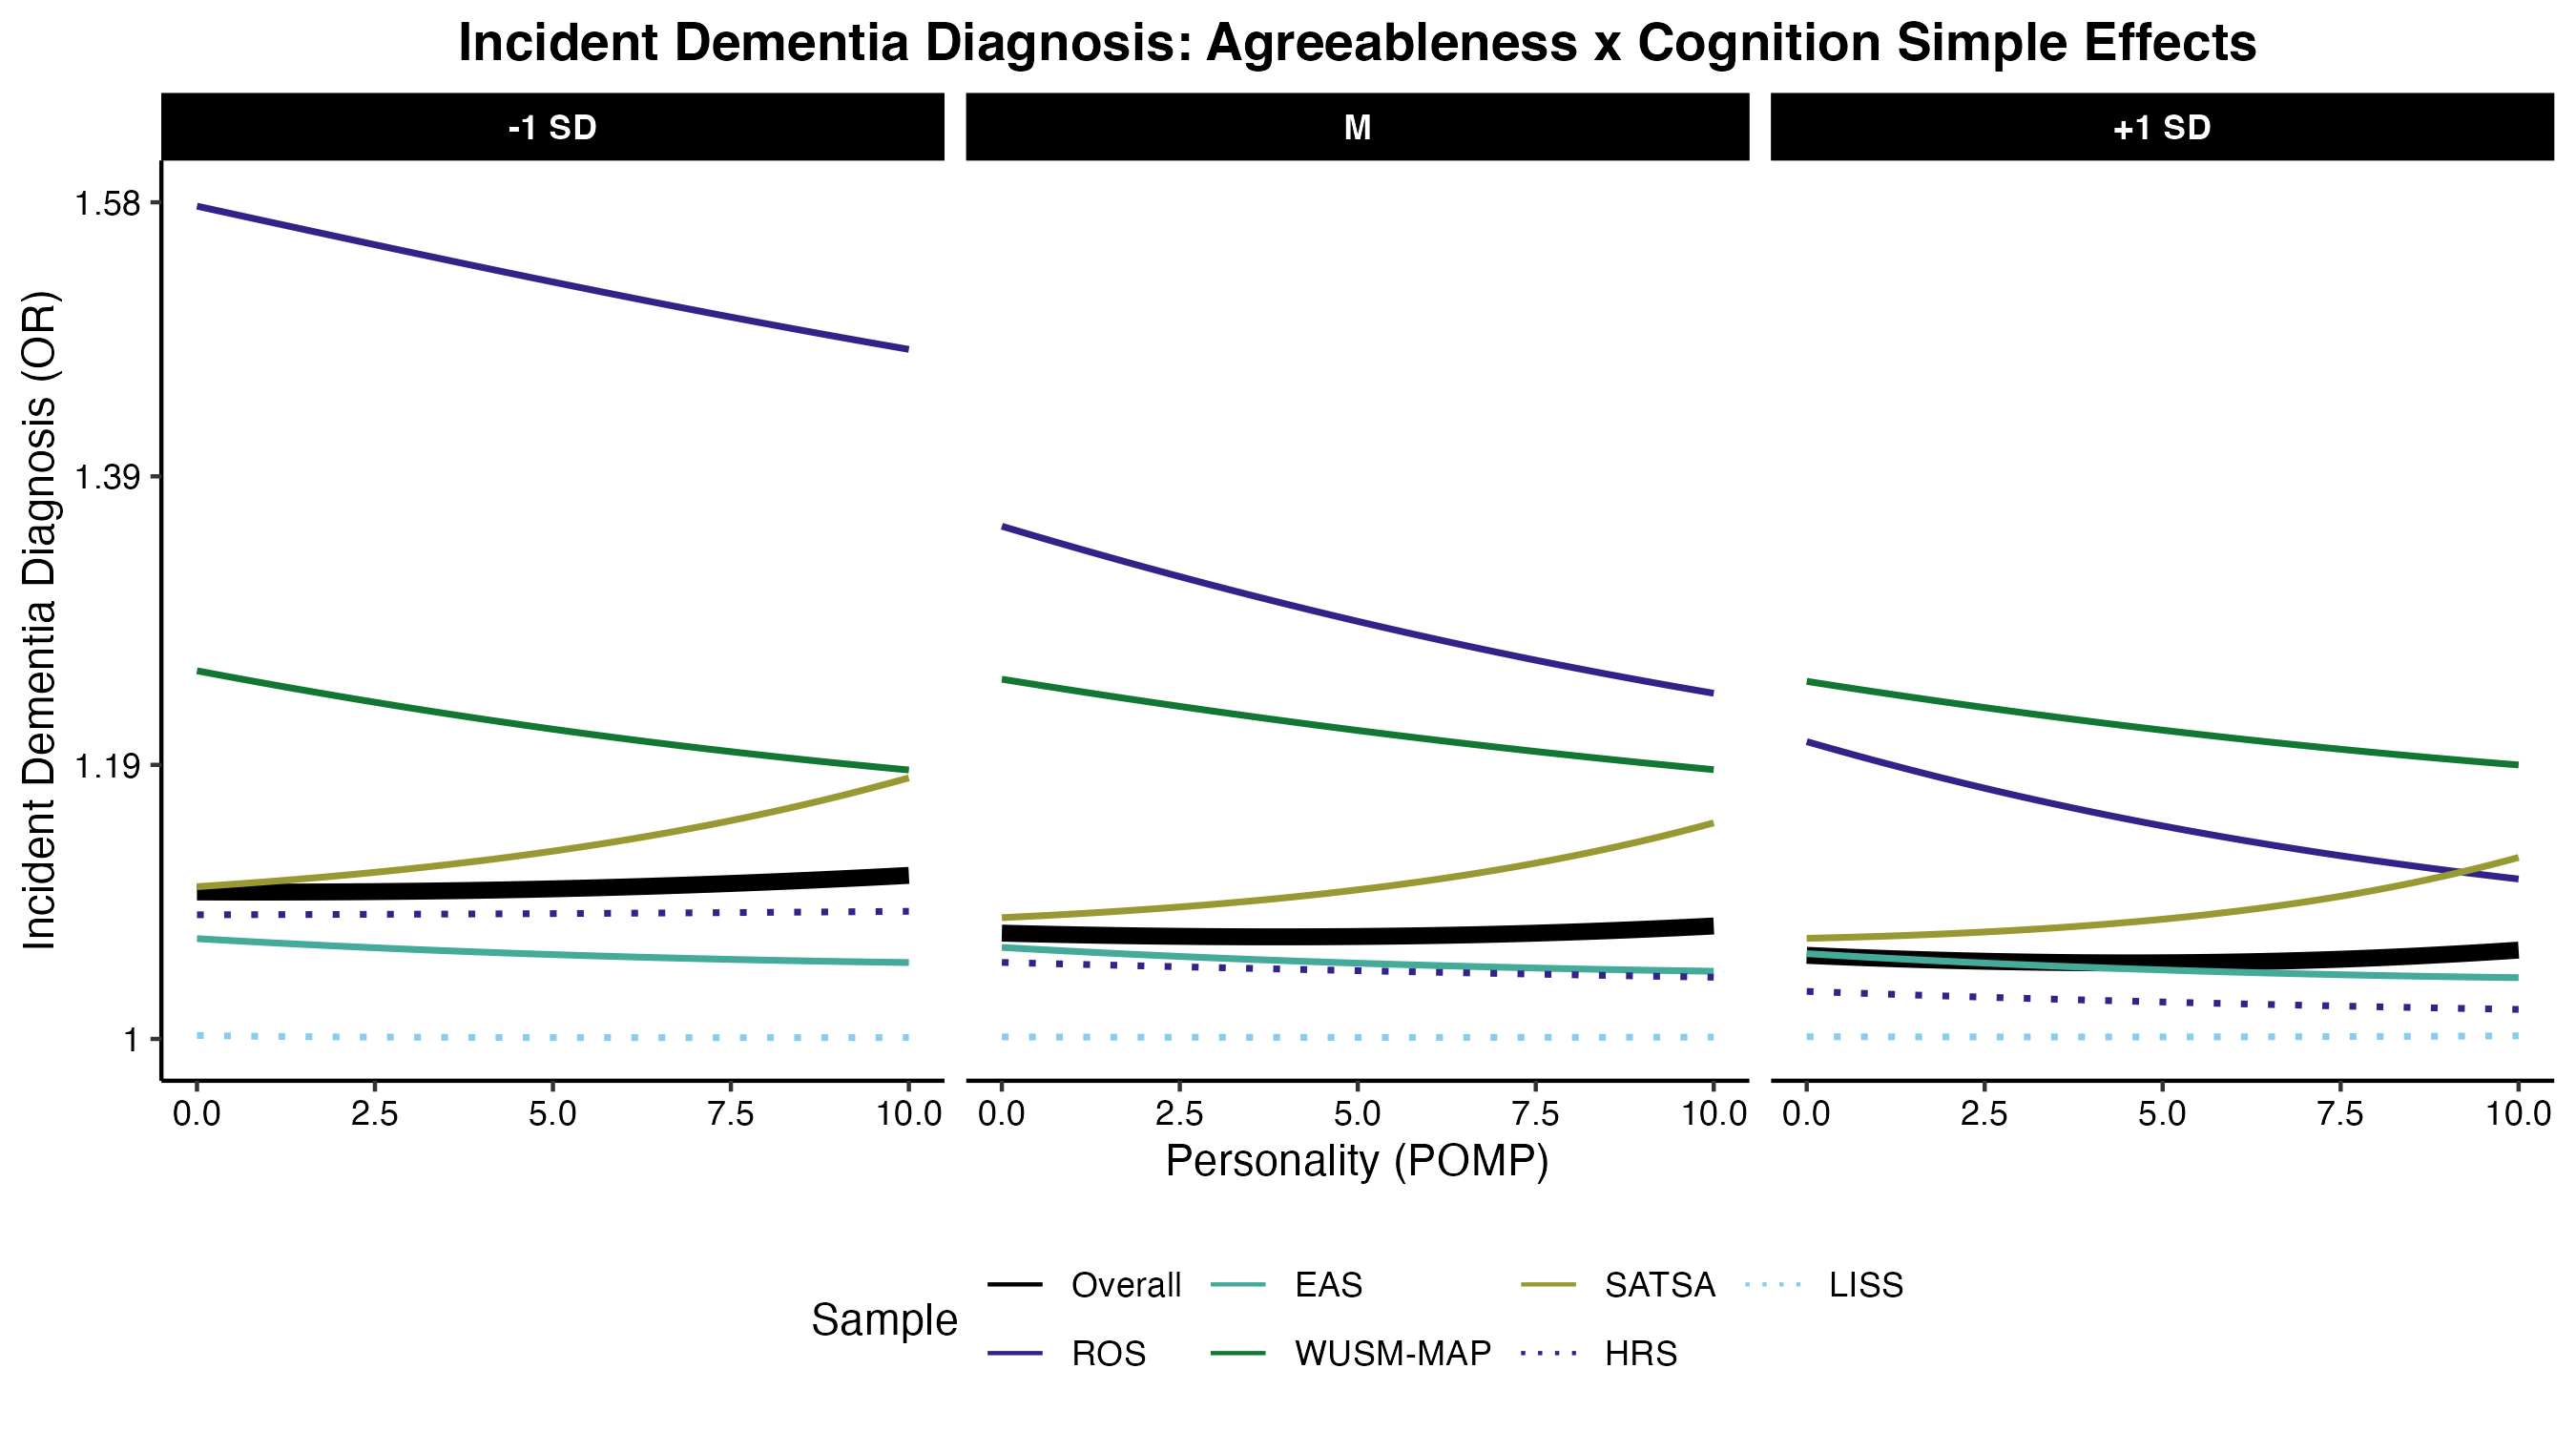 Incident Dementia Diagnosis: Agreeableness x Cognition Simple Effects
-1 SD
M
+1 SD
Incident Dementia Diagnosis (OR)
1.58
1.39
1.19
1
0.0 2.5 5.0 7.5 10.0
0.0 2.5 5.0 7.5 10.0
0.0 2.5 5.0 7.5 10.0
Personality (POMP)
Sample
Overall EAS SATSA LISS
ROS WUSM-MAP HRS